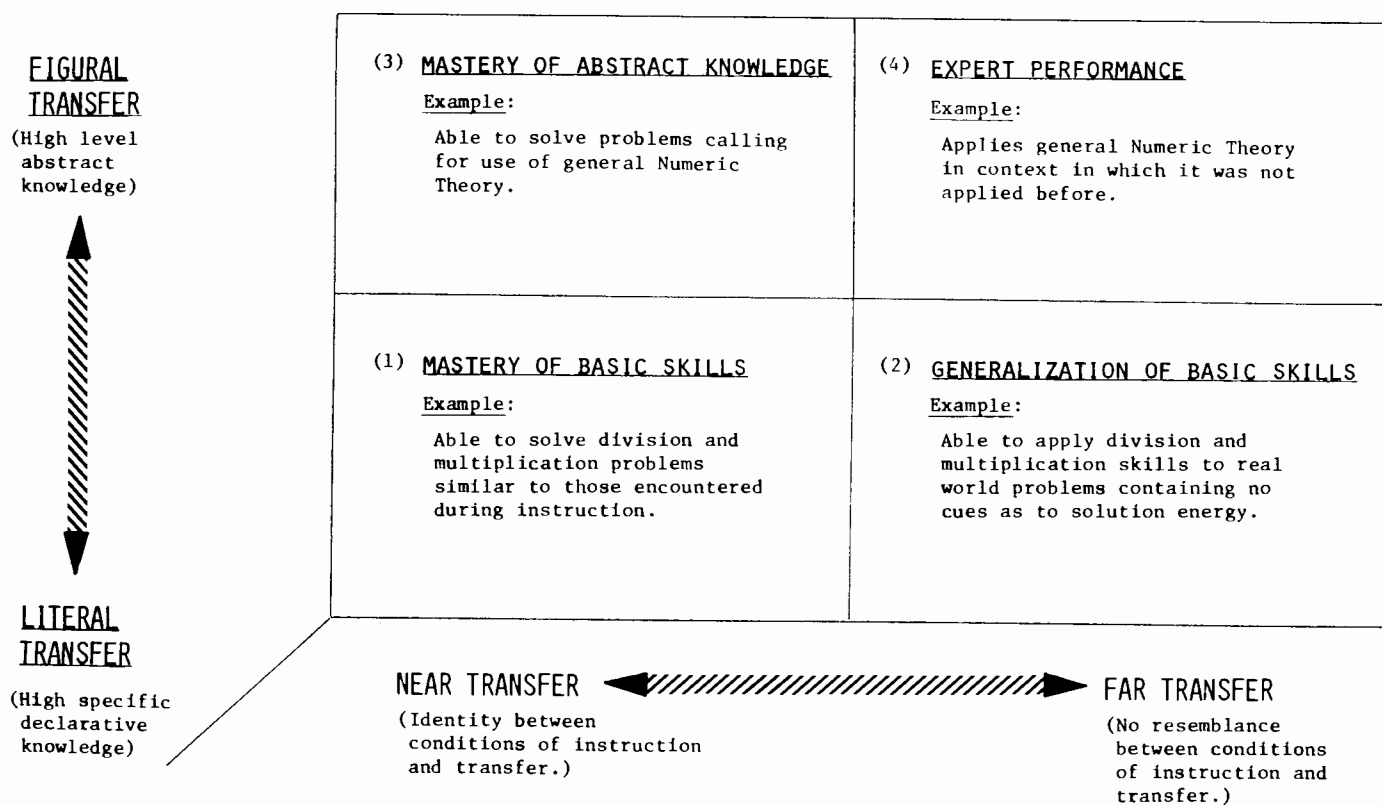 FIGURAL
TRANSFER
(High level
abstract
knowledge)
LITERAL
TRANSFER
(High specific
declarative
knowledge)
(3) MASTERY OF ABSTRACT KNOWLEDGE
Example:
Able to solve problems calling
for use of general Numeric
Theory.
(4) EXPERT PERFORMANCE
Example:
Applies general Numeric Theory
in context in which it was not
applied before.
(1) MASTERY OF BASIC SKILLS
Example:
Able to solve division and
multiplication problems
similar to those encountered
during instruction.
(2) GENERALIZATION OF BASIC SKILLS
Example:
Able to apply division and
multiplication skills to real
world problems containing no
cues as to solution energy.
NEAR TRANSFER
(Identity between
conditions of instruction
and transfer.)
FAR TRANSFER
(No resemblance
between conditions
of instruction and
transfer.)